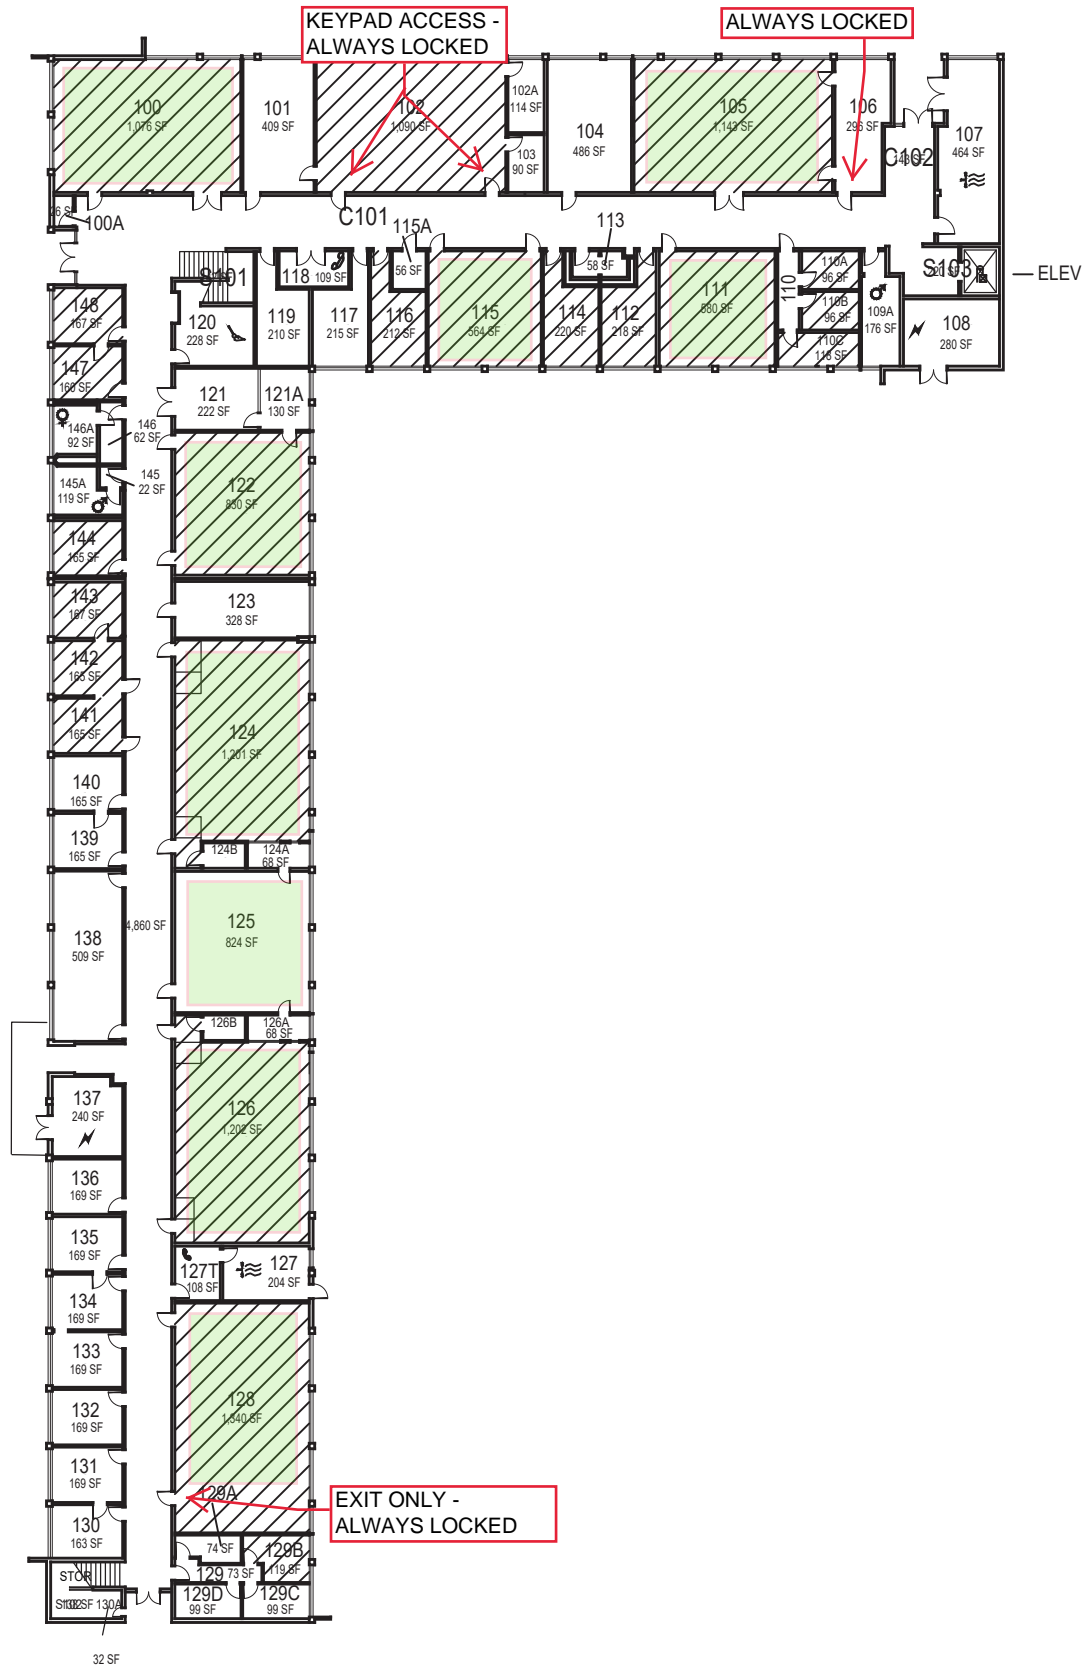 KEYPAD ACCESS -
ALWAYS LOCKED
ALWAYS LOCKED
100
1,076 SF
101
409 SF
102
1,090 SF
102A
114 SF
103
90 SF
104
486 SF
105
1,143 SF
106
296 SF
C102
143 SF
107
464 SF
26 SF
100A
C101
115A
56 SF
113
58 SF
S101
118
109 SF
119
210 SF
117
215 SF
116
212 SF
115
564 SF
114
220 SF
112
218 SF
111
880 SF
110
110A
96 SF
110B
96 SF
110C
116 SF
109A
176 SF
S103
220 SF
ELEV
108
280 SF
120
228 SF
148
167 SF
147
160 SF
121
222 SF
121A
130 SF
146A
92 SF
146
62 SF
145A
119 SF
145
22 SF
122
830 SF
144
165 SF
143
167 SF
123
328 SF
142
165 SF
141
165 SF
124
1,201 SF
140
165 SF
139
165 SF
124B
124A
68 SF
4,860 SF
125
824 SF
138
509 SF
126B
126A
68 SF
137
240 SF
126
1,202 SF
136
169 SF
135
169 SF
127T
108 SF
127
204 SF
134
169 SF
133
169 SF
132
169 SF
128
1,340 SF
131
169 SF
129A
74 SF
EXIT ONLY -
ALWAYS LOCKED
130
163 SF
129B
119 SF
129
73 SF
STOR
130A
129D
99 SF
129C
99 SF
32 SF